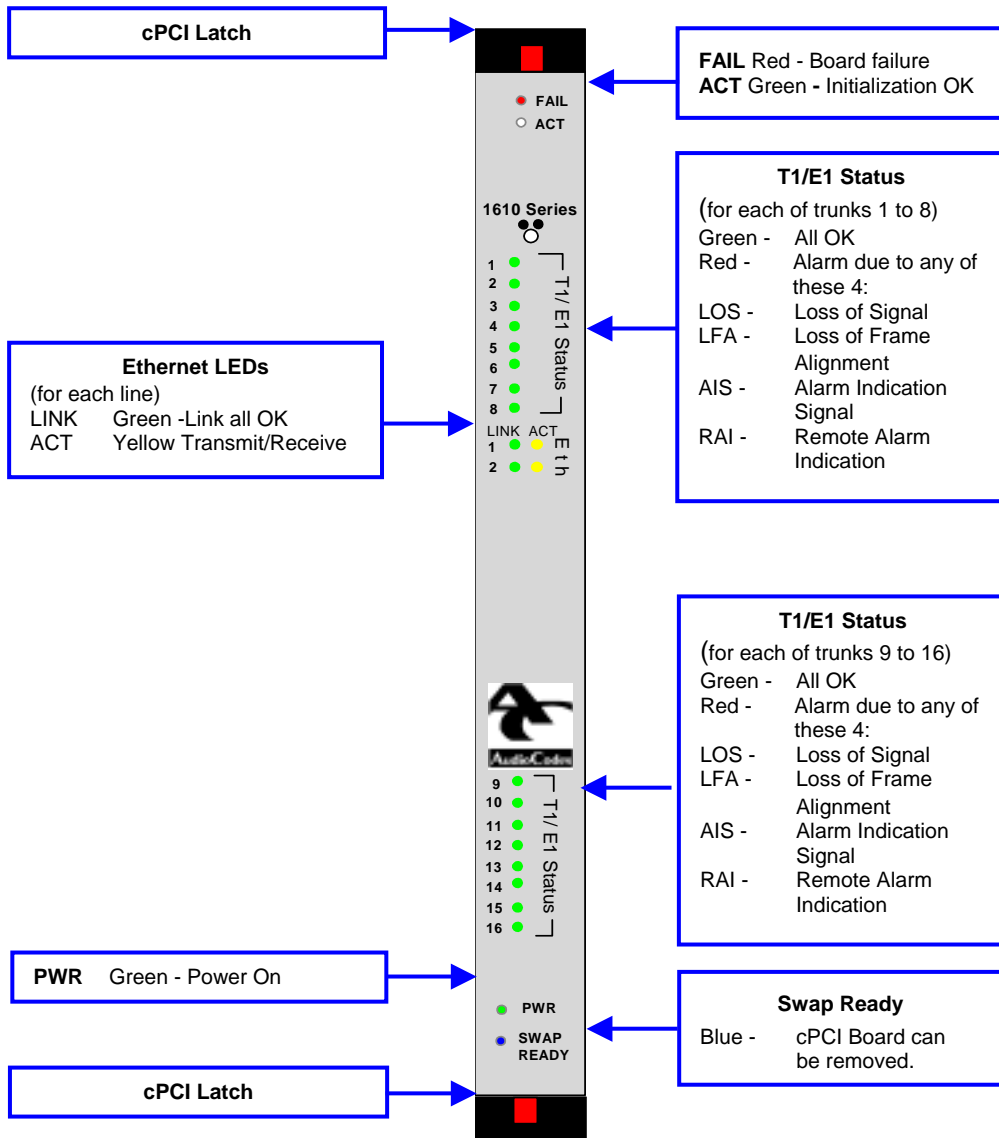 cPCI Latch
FAIL Red - Board failure
ACT Green - Initialization OK
FAIL
ACT
T1/E1 Status
(for each of trunks 1 to 8)
Green - All OK
Red - Alarm due to any of
these 4:
LOS - Loss of Signal
LFA - Loss of Frame
Alignment
AIS - Alarm Indication
Signal
RAI - Remote Alarm
Indication
1610 Series
1
2
3
4
5
6
7
8
T1/ E1 Status
Ethernet LEDs
(for each line)
LINK Green -Link all OK
ACT Yellow Transmit/Receive
LINK ACT
1
2
Eth
T1/E1 Status
(for each of trunks 9 to 16)
Green - All OK
Red - Alarm due to any of
these 4:
LOS - Loss of Signal
LFA - Loss of Frame
Alignment
AIS - Alarm Indication
Signal
RAI - Remote Alarm
Indication
AudioCodes
9
10
11
12
13
14
15
16
T1/ E1 Status
PWR Green - Power On
PWR
SWAP
READY
Swap Ready
Blue - cPCI Board can
be removed.
cPCI Latch